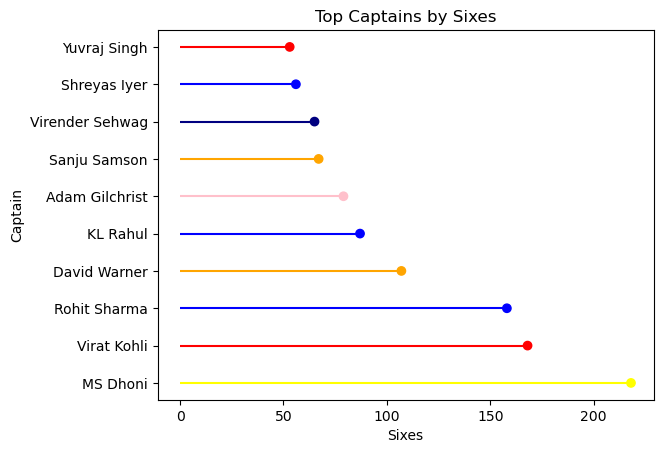 Top Captains by Sixes
Captain
Yuvraj Singh
Shreyas Iyer
Virender Sehwag
Sanju Samson
Adam Gilchrist
KL Rahul
David Warner
Rohit Sharma
Virat Kohli
MS Dhoni
0 50 100 150 200
Sixes